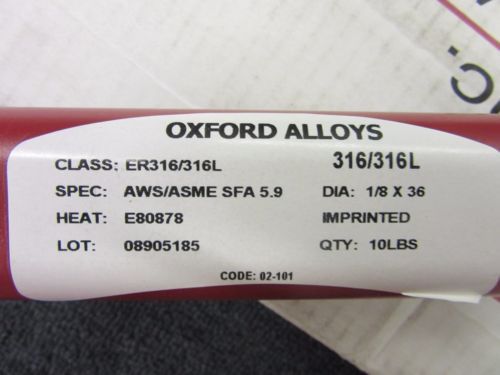 OXFORD ALLOYS
CLASS: ER316/316L 316/316L
SPEC: AWS/ASME SFA 5.9 DIA: 1/8 X 36
HEAT: E80878 IMPRINTED
LOT: 08905185 QTY: 10LBS
CODE: 02-101